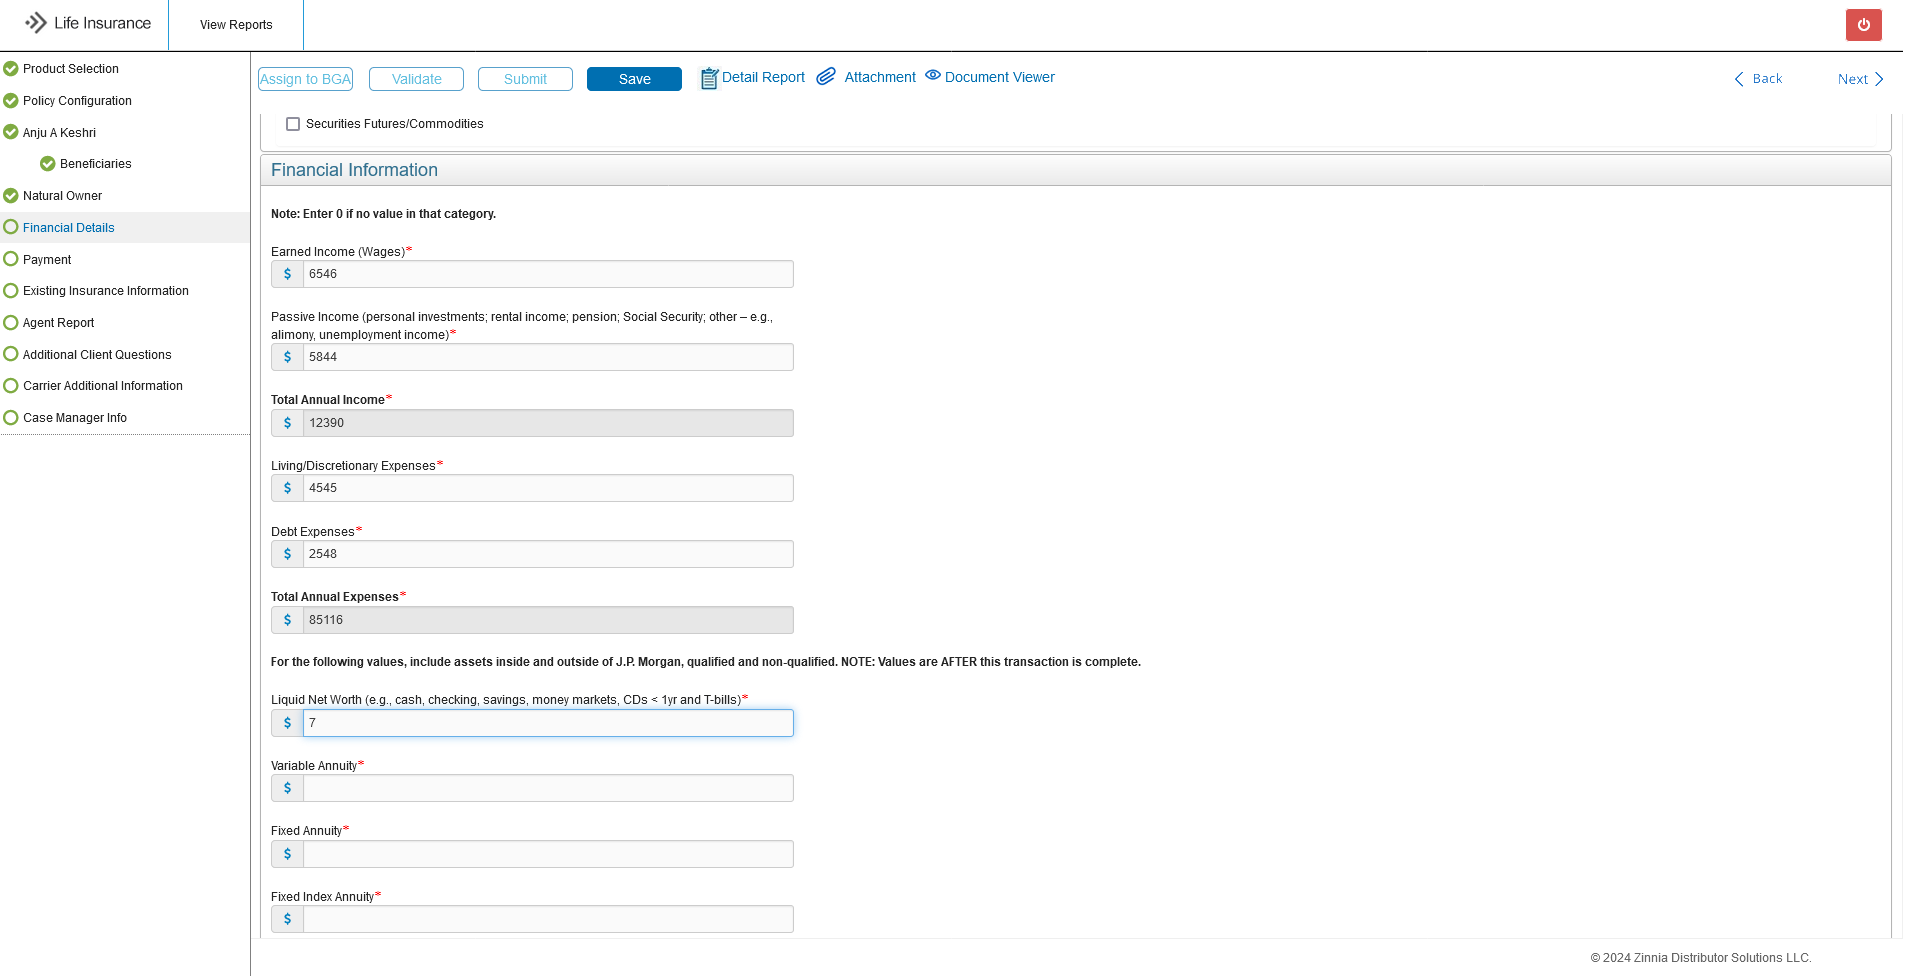 Life Insurance
View Reports
Product Selection
Policy Configuration
Anju A Keshri
Beneficiaries
Natural Owner
Financial Details
Payment
Existing Insurance Information
Agent Report
Additional Client Questions
Carrier Additional Information
Case Manager Info
Assign to BGA
Validate
Submit
Save
Detail Report
Attachment
Document Viewer
Back
Next
Securities Futures/Commodities
Financial Information
Note: Enter 0 if no value in that category.
Earned Income (Wages)*
$ 6546
Passive Income (personal investments; rental income; pension; Social Security; other – e.g.,
alimony, unemployment income)*
$ 5844
Total Annual Income*
$ 12390
Living/Discretionary Expenses*
$ 4545
Debt Expenses*
$ 2548
Total Annual Expenses*
$ 85116
For the following values, include assets inside and outside of J.P. Morgan, qualified and non-qualified. NOTE: Values are AFTER this transaction is complete.
Liquid Net Worth (e.g., cash, checking, savings, money markets, CDs < 1yr and T-bills)*
$ 7
Variable Annuity*
$
Fixed Annuity*
$
Fixed Index Annuity*
$
© 2024 Zinnia Distributor Solutions LLC.